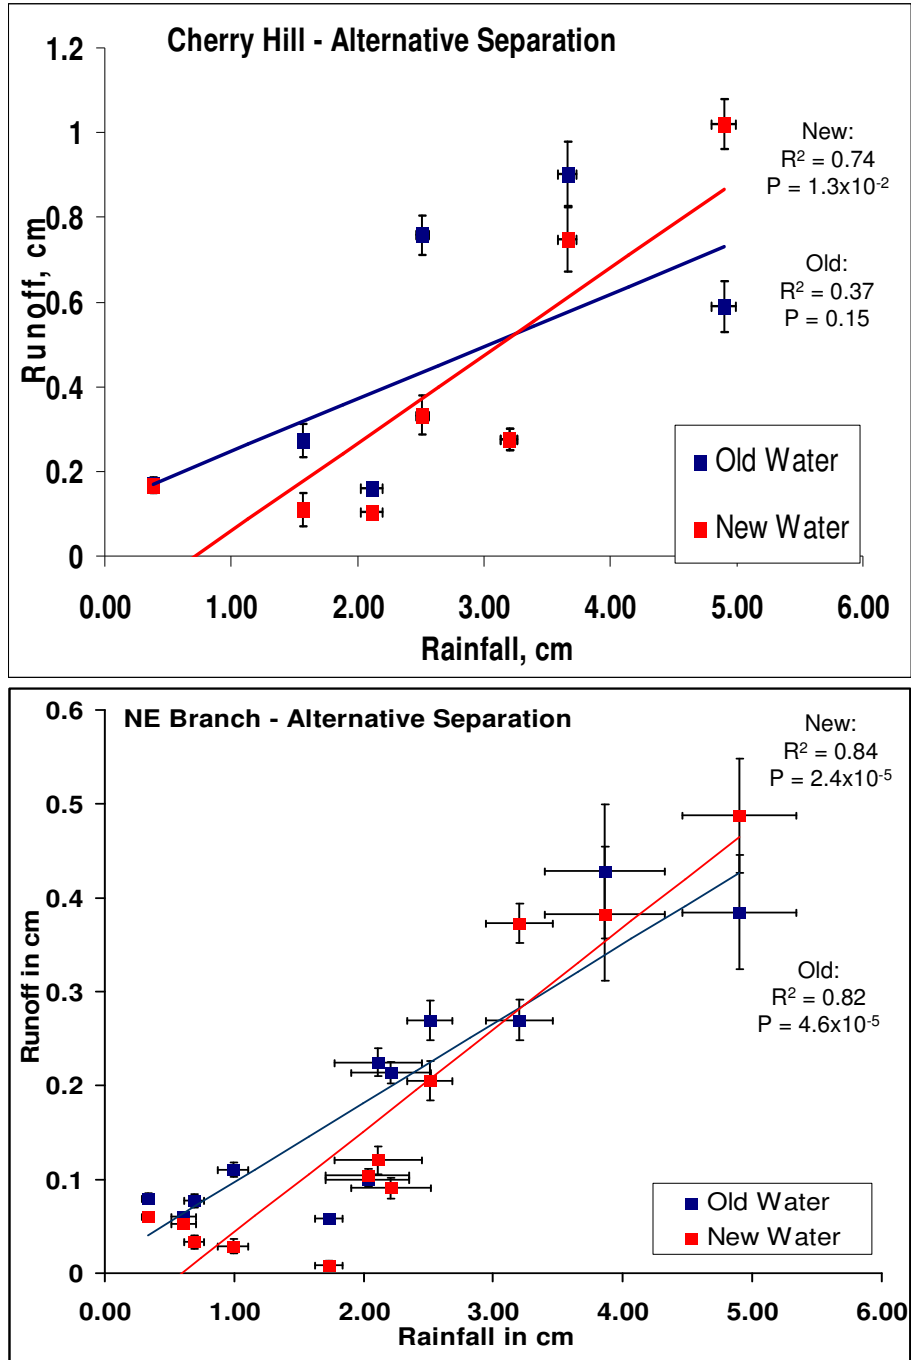 Cherry Hill - Alternative Separation
1.2
1
0.8
0.6
0.4
0.2
0
Runoff, cm
New:
R² = 0.74
P = 1.3x10⁻²
Old:
R² = 0.37
P = 0.15
Old Water
New Water
0.00 1.00 2.00 3.00 4.00 5.00 6.00
Rainfall, cm
NE Branch - Alternative Separation
0.6
0.5
0.4
0.3
0.2
0.1
0
Runoff in cm
New:
R² = 0.84
P = 2.4x10⁻⁵
Old:
R² = 0.82
P = 4.6x10⁻⁵
Old Water
New Water
0.00 1.00 2.00 3.00 4.00 5.00 6.00
Rainfall in cm